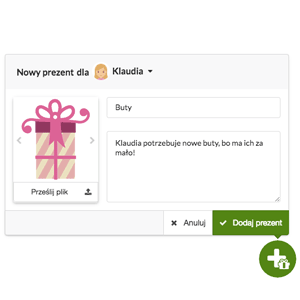 Nowy prezent dla Klaudia
Buty
Klaudia potrzebuje nowe buty, bo ma ich za
mało!
Prześlij plik
Anuluj
Dodaj prezent